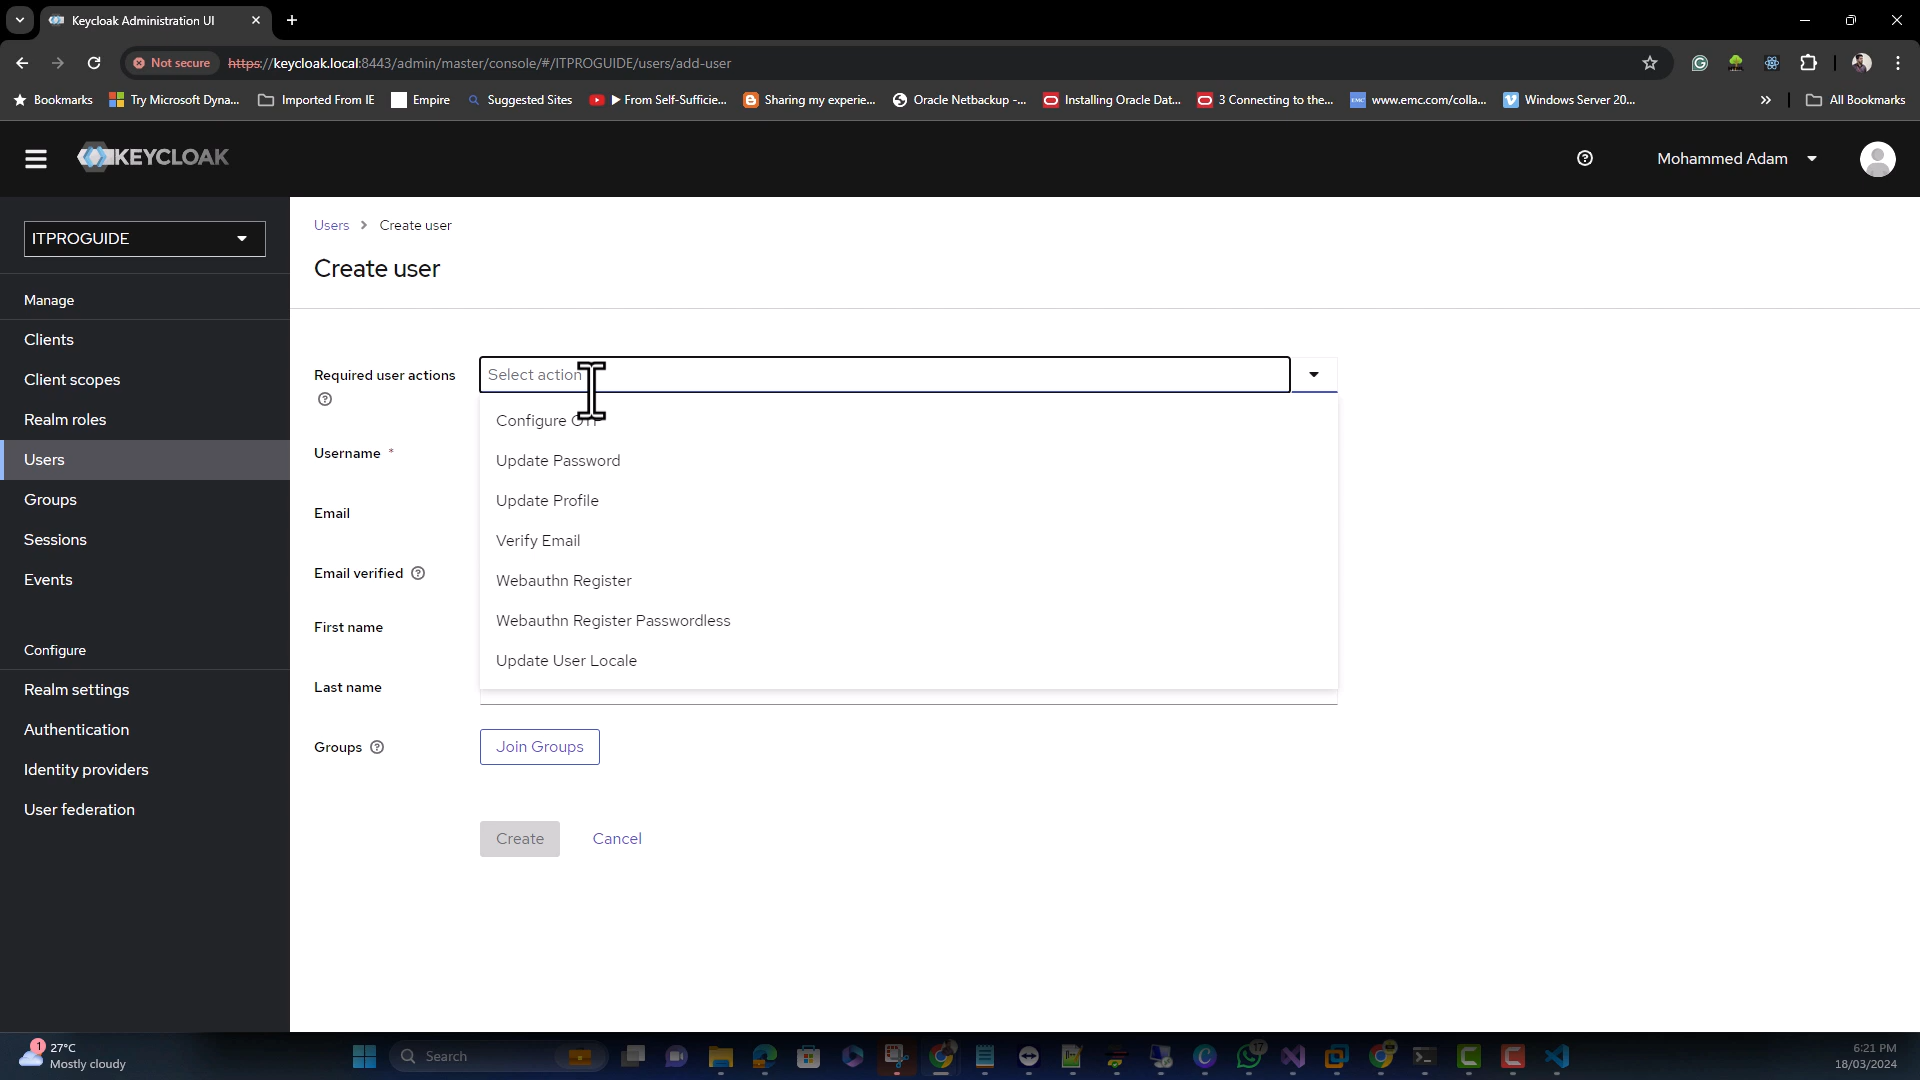 Keycloak Administration UI
Not secure https://keycloak.local:8443/admin/master/console/#/ITPROGUIDE/users/add-user
Bookmarks Try Microsoft Dyna... Imported From IE Empire Suggested Sites ▶ From Self-Sufficie... Sharing my experie... Oracle Netbackup -... Installing Oracle Dat... 3 Connecting to the... www.emc.com/colla... Windows Server 20... » All Bookmarks
KEYCLOAK
Mohammed Adam
ITPROGUIDE
Manage
Clients
Client scopes
Realm roles
Users
Groups
Sessions
Events
Configure
Realm settings
Authentication
Identity providers
User federation
Users > Create user
Create user
Required user actions
Select action
Configure
Update Password
Update Profile
Verify Email
Webauthn Register
Webauthn Register Passwordless
Update User Locale
Username *
Email
Email verified
First name
Last name
Groups
Join Groups
Create Cancel
1
27°C
Mostly cloudy
Search
17
6:21 PM
18/03/2024